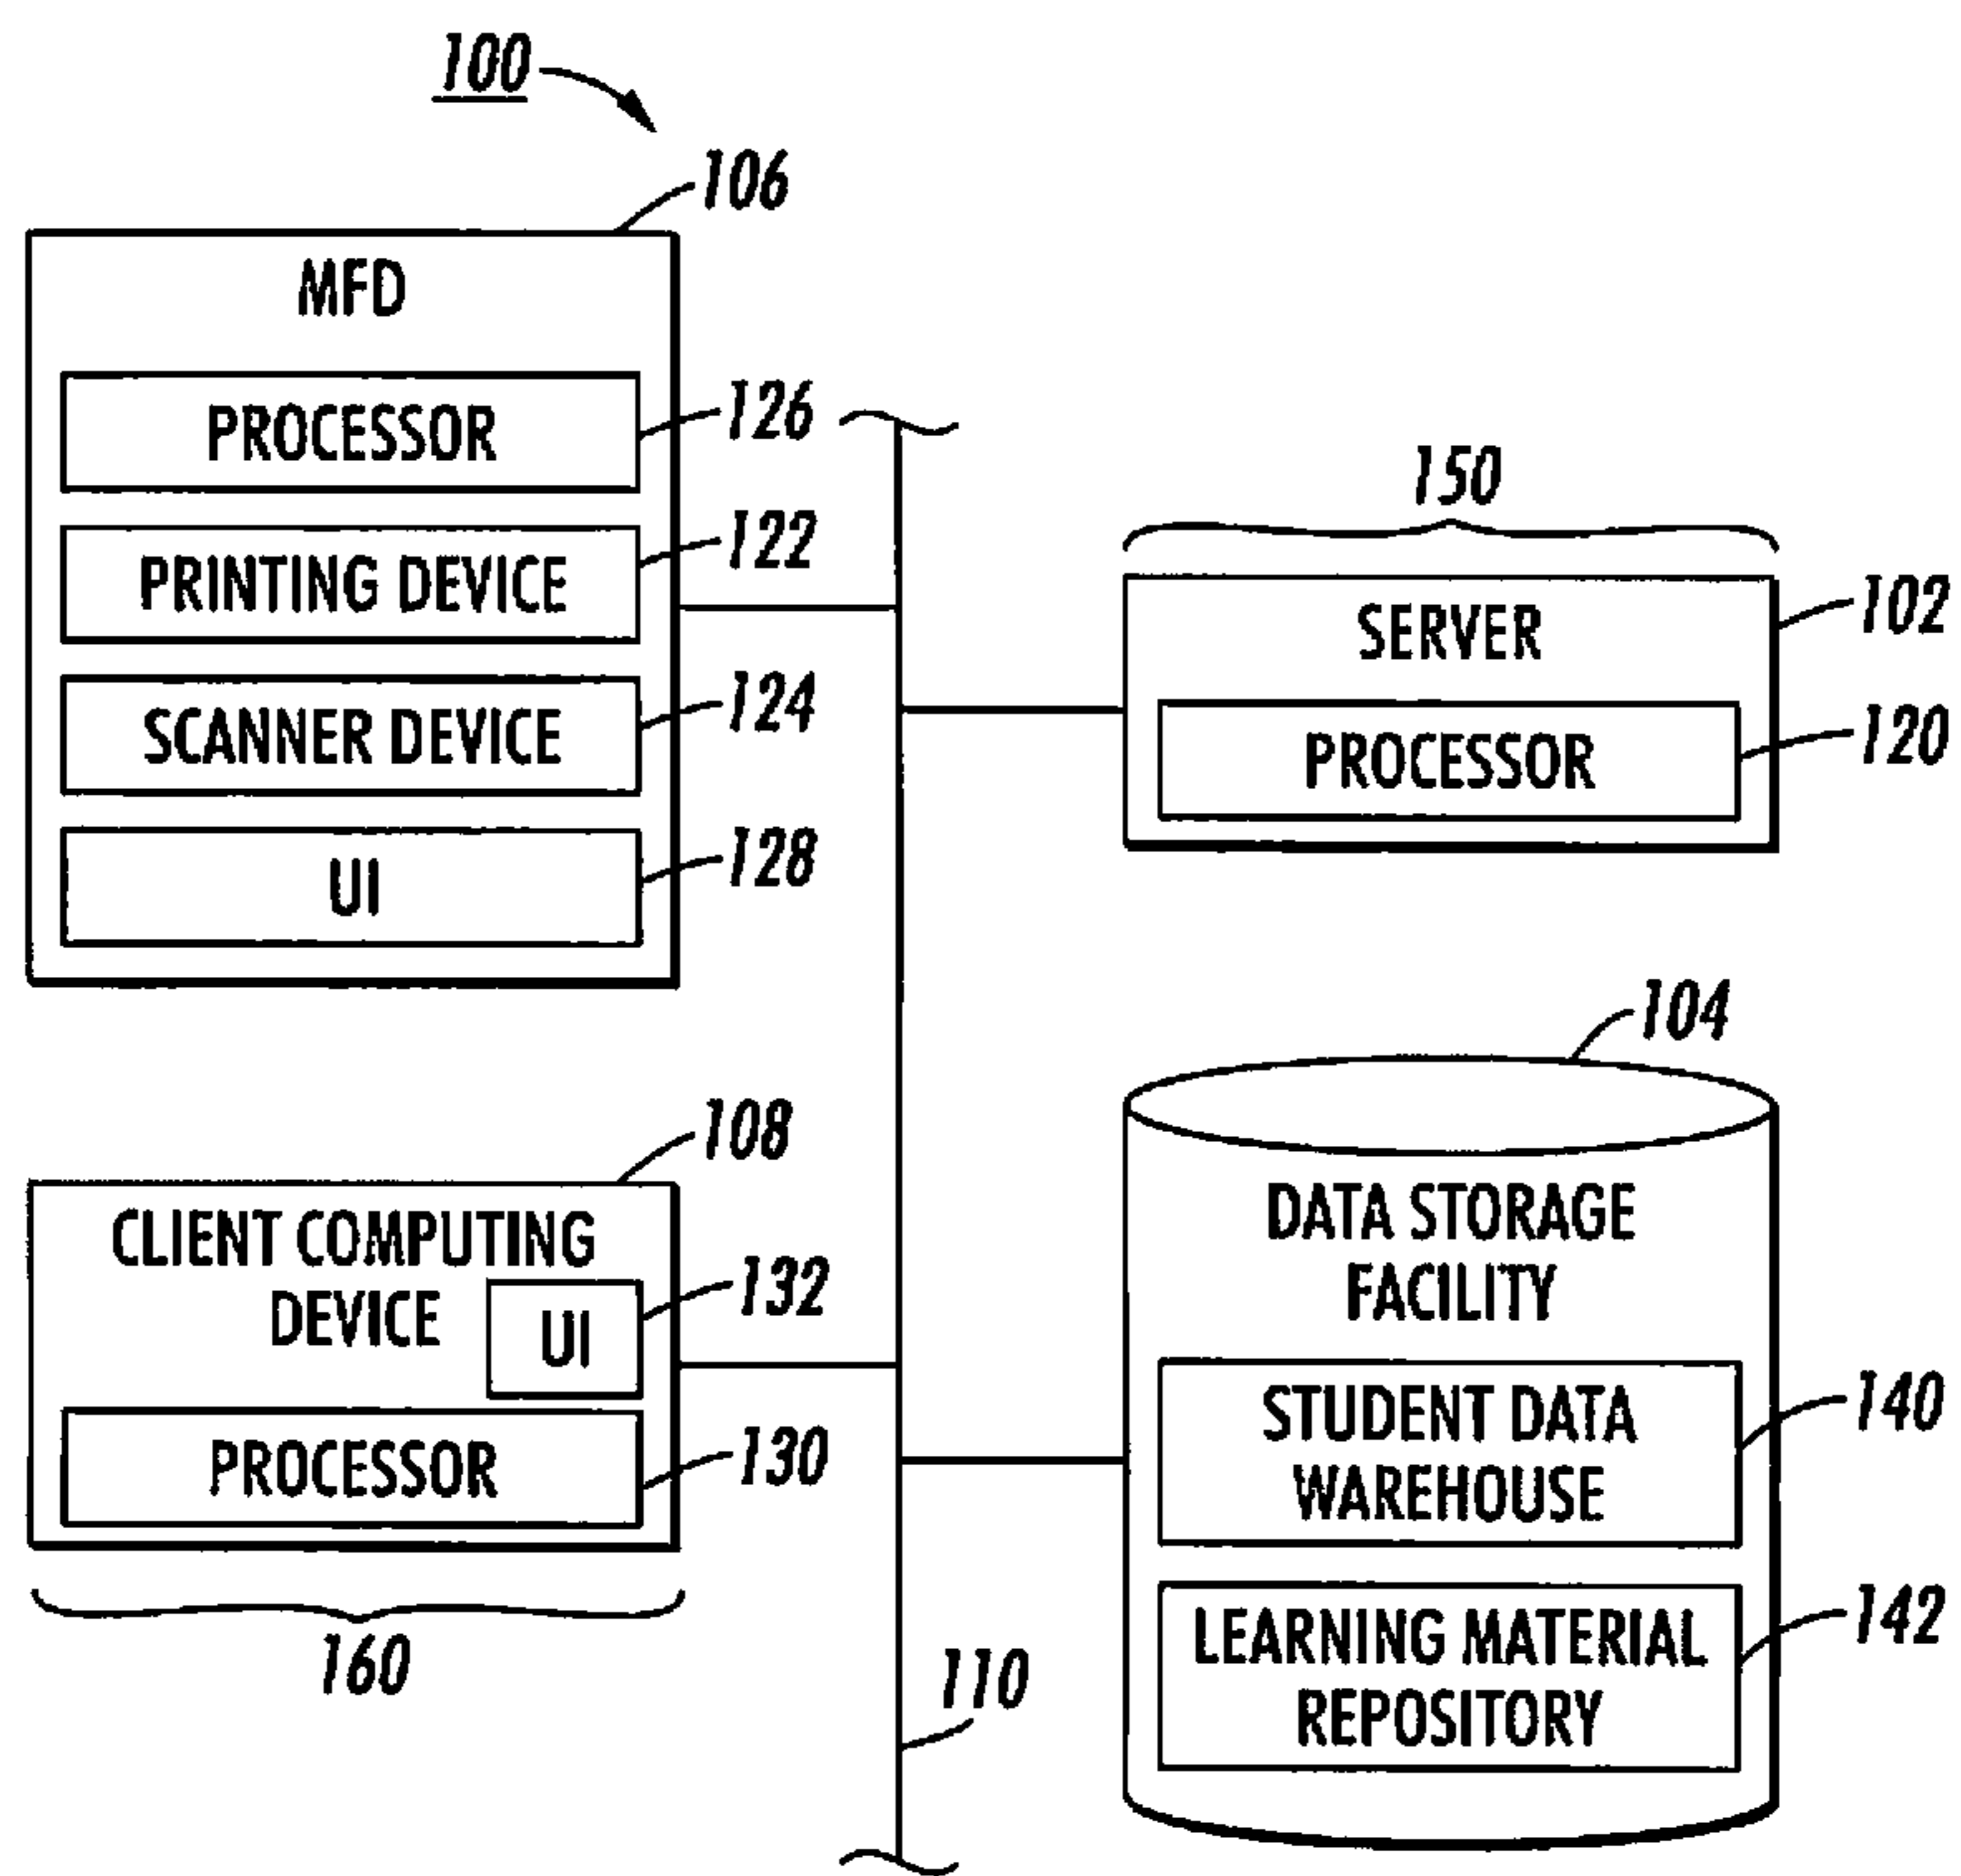 100
106
MFD
PROCESSOR
126
PRINTING DEVICE
122
SCANNER DEVICE
124
UI
128
150
102
SERVER
PROCESSOR
120
108
CLIENT COMPUTING
DEVICE
UI
132
PROCESSOR
130
160
110
104
DATA STORAGE
FACILITY
STUDENT DATA
WAREHOUSE
140
LEARNING MATERIAL
REPOSITORY
142